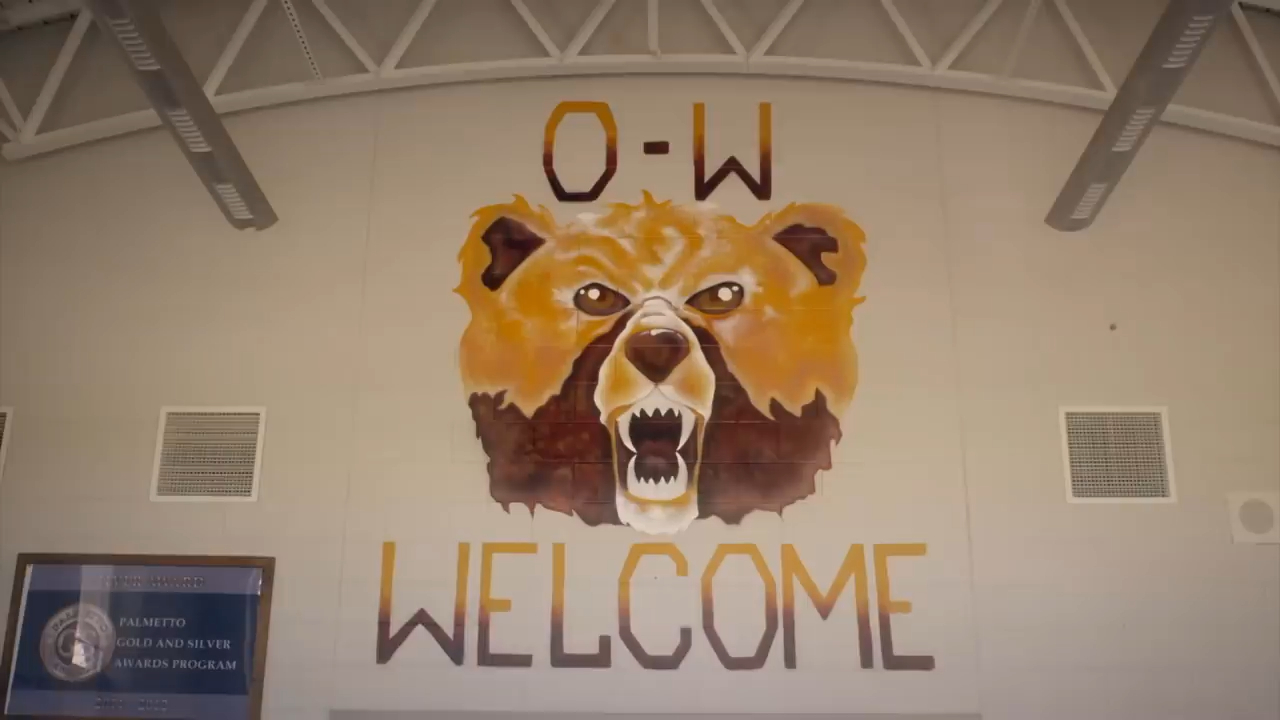 O-W
WELCOME
PALMETTO
GOLD AND SILVER
AWARDS PROGRAM